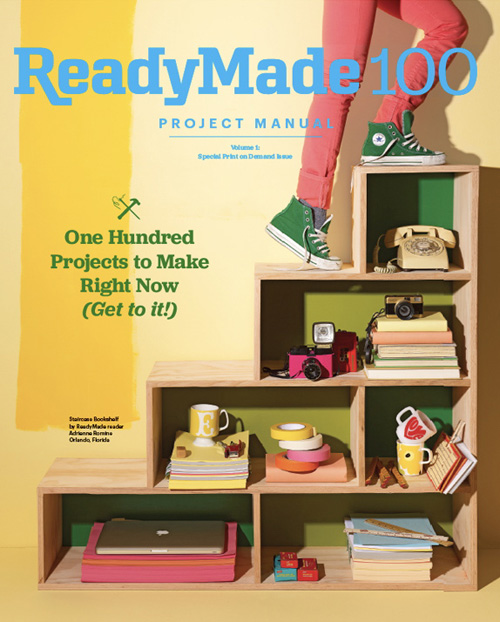 ReadyMade100
PROJECT MANUAL
Volume 1:
Special Print on Demand Issue
One Hundred
Projects to Make
Right Now
(Get to it!)
Staircase Bookshelf
by ReadyMade reader
Adrienne Romine
Orlando, Florida
E